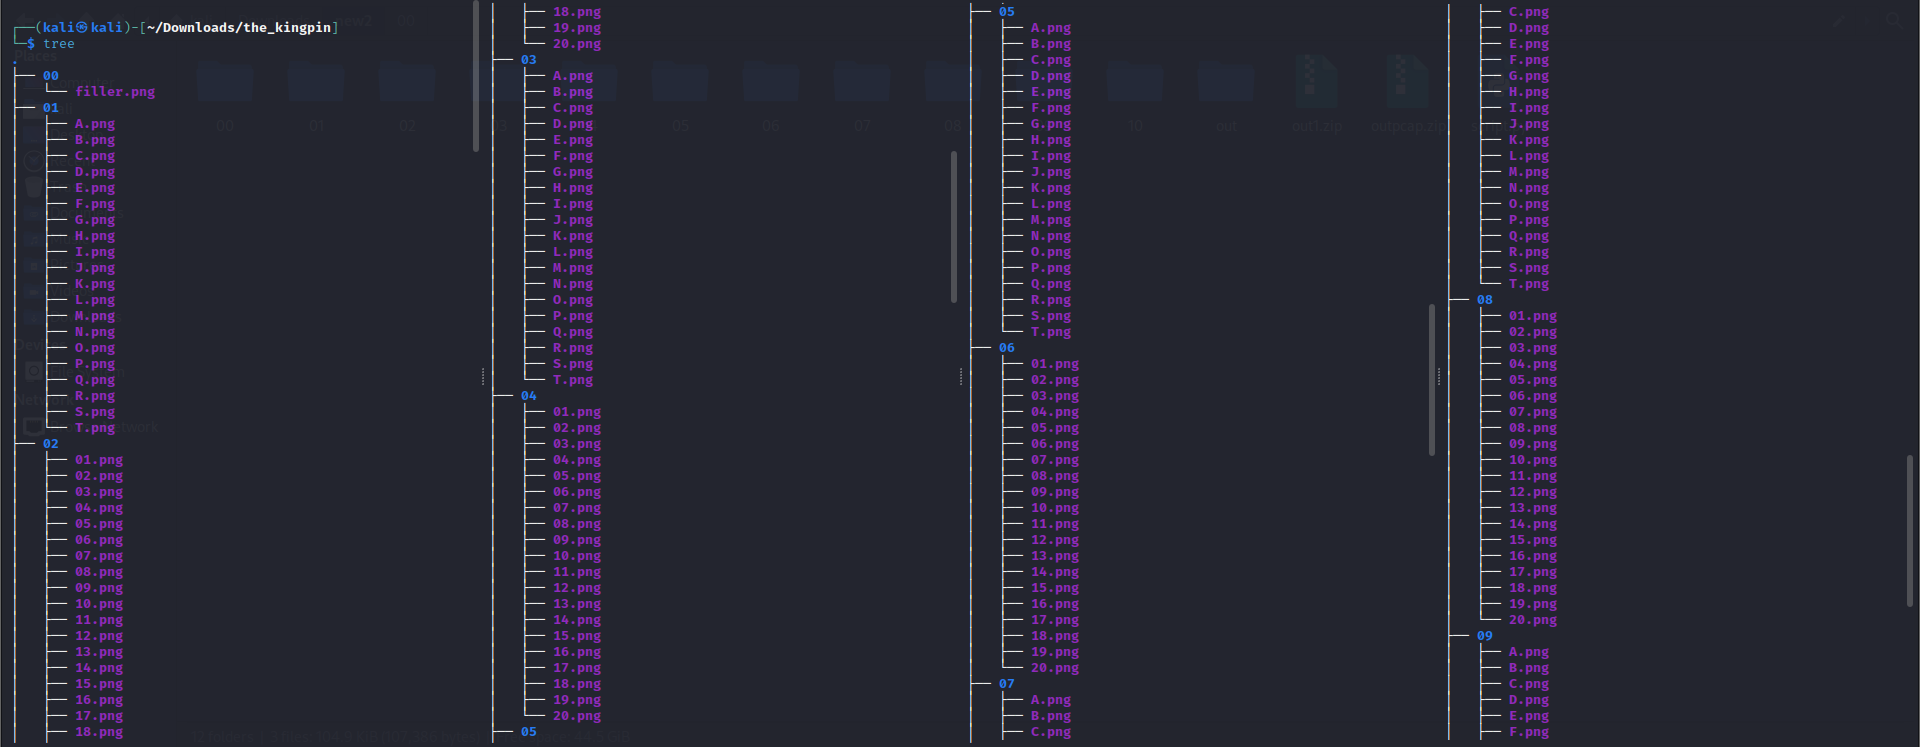 ┌──(kali㉿kali)-[~/Downloads/the_kingpin]
└─$ tree
.
├── 00
│   └── filler.png
├── 01
│   ├── A.png
│   ├── B.png
│   ├── C.png
│   ├── D.png
│   ├── E.png
│   ├── F.png
│   ├── G.png
│   ├── H.png
│   ├── I.png
│   ├── J.png
│   ├── K.png
│   ├── L.png
│   ├── M.png
│   ├── N.png
│   ├── O.png
│   ├── P.png
│   ├── Q.png
│   ├── R.png
│   ├── S.png
│   └── T.png
├── 02
│   ├── 01.png
│   ├── 02.png
│   ├── 03.png
│   ├── 04.png
│   ├── 05.png
│   ├── 06.png
│   ├── 07.png
│   ├── 08.png
│   ├── 09.png
│   ├── 10.png
│   ├── 11.png
│   ├── 12.png
│   ├── 13.png
│   ├── 14.png
│   ├── 15.png
│   ├── 16.png
│   ├── 17.png
│   ├── 18.png
│   ├── 18.png
│   ├── 19.png
│   └── 20.png
├── 03
│   ├── A.png
│   ├── B.png
│   ├── C.png
│   ├── D.png
│   ├── E.png
│   ├── F.png
│   ├── G.png
│   ├── H.png
│   ├── I.png
│   ├── J.png
│   ├── K.png
│   ├── L.png
│   ├── M.png
│   ├── N.png
│   ├── O.png
│   ├── P.png
│   ├── Q.png
│   ├── R.png
│   ├── S.png
│   └── T.png
├── 04
│   ├── 01.png
│   ├── 02.png
│   ├── 03.png
│   ├── 04.png
│   ├── 05.png
│   ├── 06.png
│   ├── 07.png
│   ├── 08.png
│   ├── 09.png
│   ├── 10.png
│   ├── 11.png
│   ├── 12.png
│   ├── 13.png
│   ├── 14.png
│   ├── 15.png
│   ├── 16.png
│   ├── 17.png
│   ├── 18.png
│   ├── 19.png
│   └── 20.png
├── 05
├── 05
│   ├── A.png
│   ├── B.png
│   ├── C.png
│   ├── D.png
│   ├── E.png
│   ├── F.png
│   ├── G.png
│   ├── H.png
│   ├── I.png
│   ├── J.png
│   ├── K.png
│   ├── L.png
│   ├── M.png
│   ├── N.png
│   ├── O.png
│   ├── P.png
│   ├── Q.png
│   ├── R.png
│   ├── S.png
│   └── T.png
├── 06
│   ├── 01.png
│   ├── 02.png
│   ├── 03.png
│   ├── 04.png
│   ├── 05.png
│   ├── 06.png
│   ├── 07.png
│   ├── 08.png
│   ├── 09.png
│   ├── 10.png
│   ├── 11.png
│   ├── 12.png
│   ├── 13.png
│   ├── 14.png
│   ├── 15.png
│   ├── 16.png
│   ├── 17.png
│   ├── 18.png
│   ├── 19.png
│   └── 20.png
├── 07
│   ├── A.png
│   ├── B.png
│   ├── C.png
│   ├── C.png
│   ├── D.png
│   ├── E.png
│   ├── F.png
│   ├── G.png
│   ├── H.png
│   ├── I.png
│   ├── J.png
│   ├── K.png
│   ├── L.png
│   ├── M.png
│   ├── N.png
│   ├── O.png
│   ├── P.png
│   ├── Q.png
│   ├── R.png
│   ├── S.png
│   └── T.png
├── 08
│   ├── 01.png
│   ├── 02.png
│   ├── 03.png
│   ├── 04.png
│   ├── 05.png
│   ├── 06.png
│   ├── 07.png
│   ├── 08.png
│   ├── 09.png
│   ├── 10.png
│   ├── 11.png
│   ├── 12.png
│   ├── 13.png
│   ├── 14.png
│   ├── 15.png
│   ├── 16.png
│   ├── 17.png
│   ├── 18.png
│   ├── 19.png
│   └── 20.png
├── 09
│   ├── A.png
│   ├── B.png
│   ├── C.png
│   ├── D.png
│   ├── E.png
│   ├── F.png